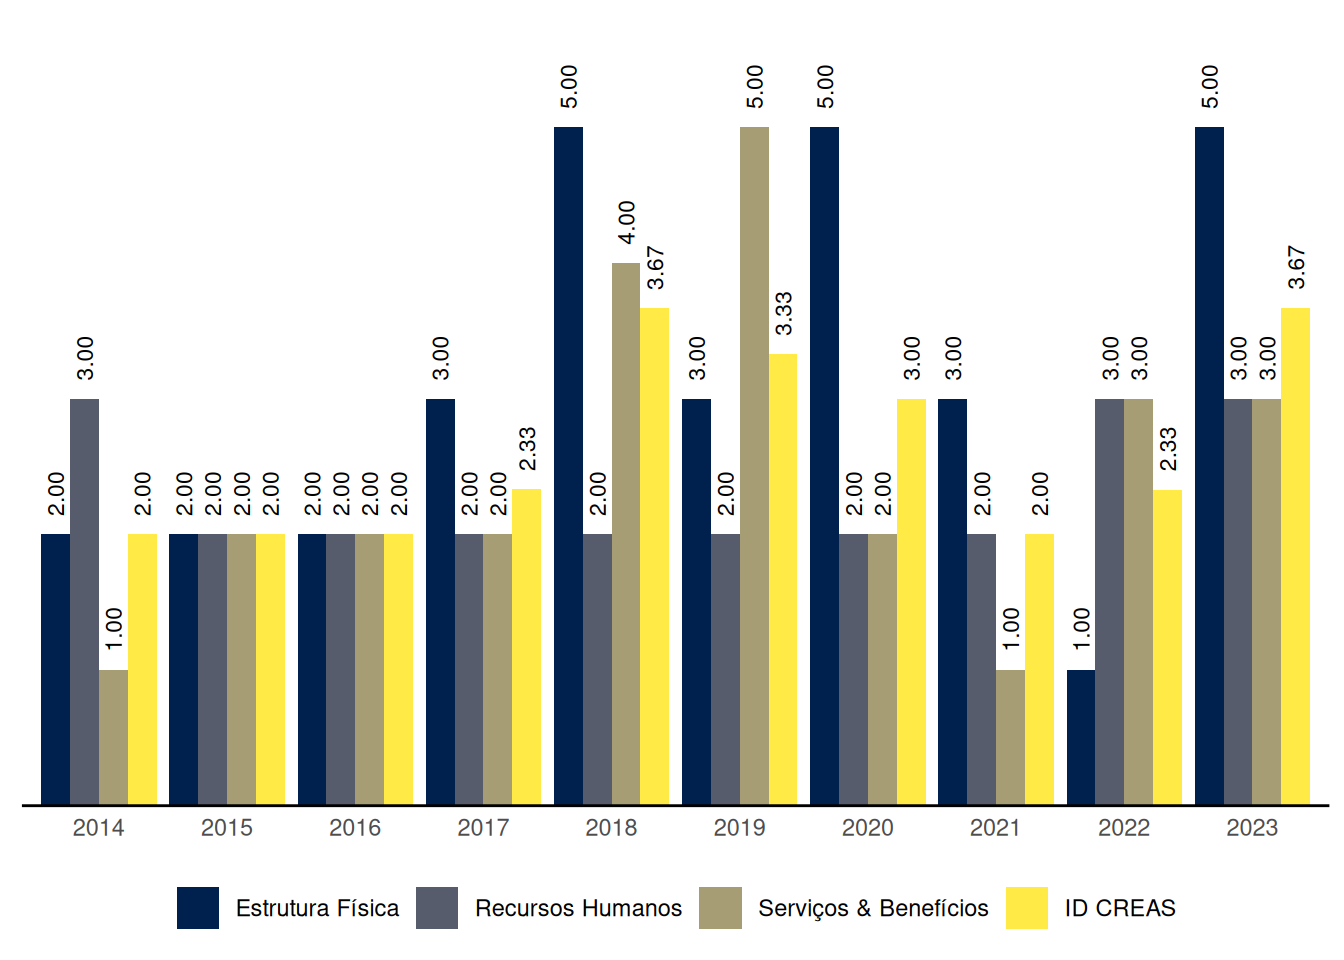 2.00 3.00 1.00 2.00
2.00 2.00 2.00 2.00
2.00 2.00 2.00 2.00
3.00 2.00 2.00 2.33
5.00 2.00 4.00 3.67
3.00 2.00 5.00 3.33
5.00 2.00 2.00 3.00
3.00 2.00 1.00 2.00
1.00 3.00 3.00 2.33
5.00 3.00 3.00 3.67
2014 2015 2016 2017 2018 2019 2020 2021 2022 2023
Estrutura Física Recursos Humanos Serviços & Benefícios ID CREAS